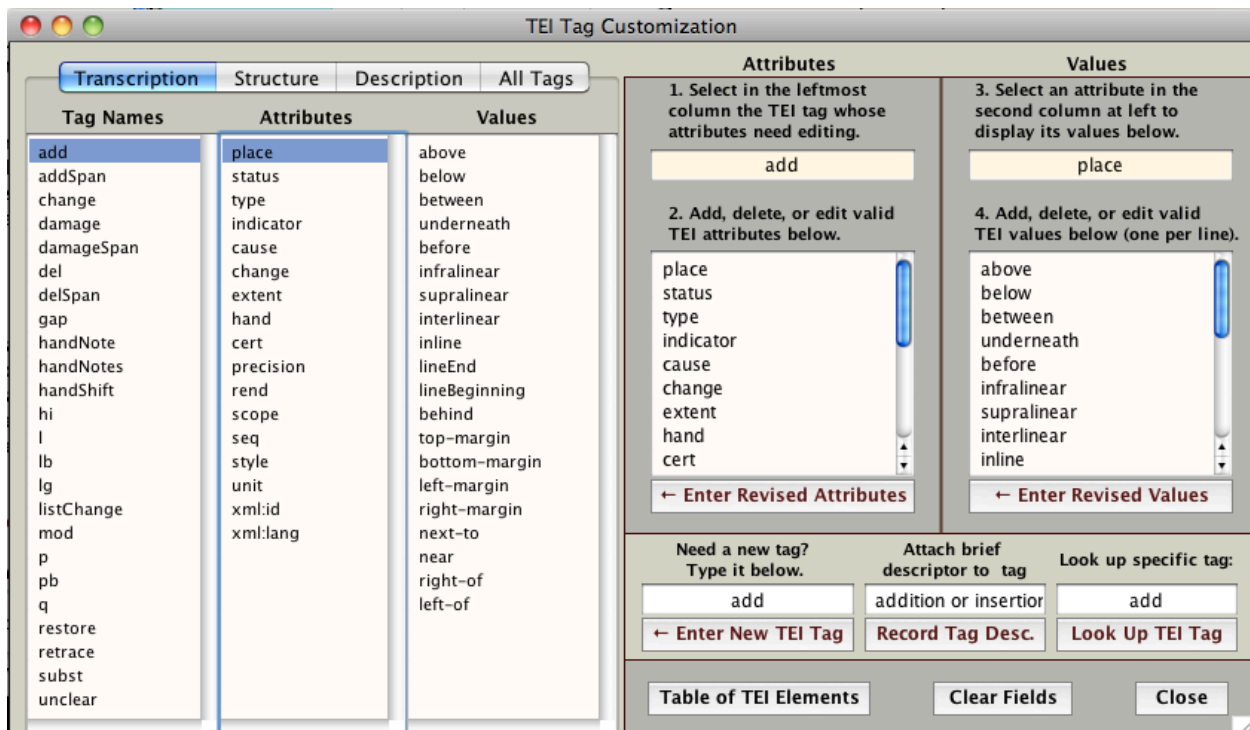 TEI Tag Customization
Transcription Structure Description All Tags
Tag Names Attributes Values
add
addSpan
change
damage
damageSpan
del
delSpan
gap
handNote
handNotes
handShift
hi
l
lb
lg
listChange
mod
p
pb
q
restore
retrace
subst
unclear
place
status
type
indicator
cause
change
extent
hand
cert
precision
rend
scope
seq
style
unit
xml:id
xml:lang
above
below
between
underneath
before
infralinear
supralinear
interlinear
inline
lineEnd
lineBeginning
behind
top-margin
bottom-margin
left-margin
right-margin
next-to
near
right-of
left-of
Attributes
1. Select in the leftmost
column the TEI tag whose
attributes need editing.
add
2. Add, delete, or edit valid
TEI attributes below.
place
status
type
indicator
cause
change
extent
hand
cert
← Enter Revised Attributes
Values
3. Select an attribute in the
second column at left to
display its values below.
place
4. Add, delete, or edit valid
TEI values below (one per line).
above
below
between
underneath
before
infralinear
supralinear
interlinear
inline
← Enter Revised Values
Need a new tag?
Type it below.
add
← Enter New TEI Tag
Attach brief
descriptor to tag
addition or insertion
Record Tag Desc.
Look up specific tag:
add
Look Up TEI Tag
Table of TEI Elements
Clear Fields
Close